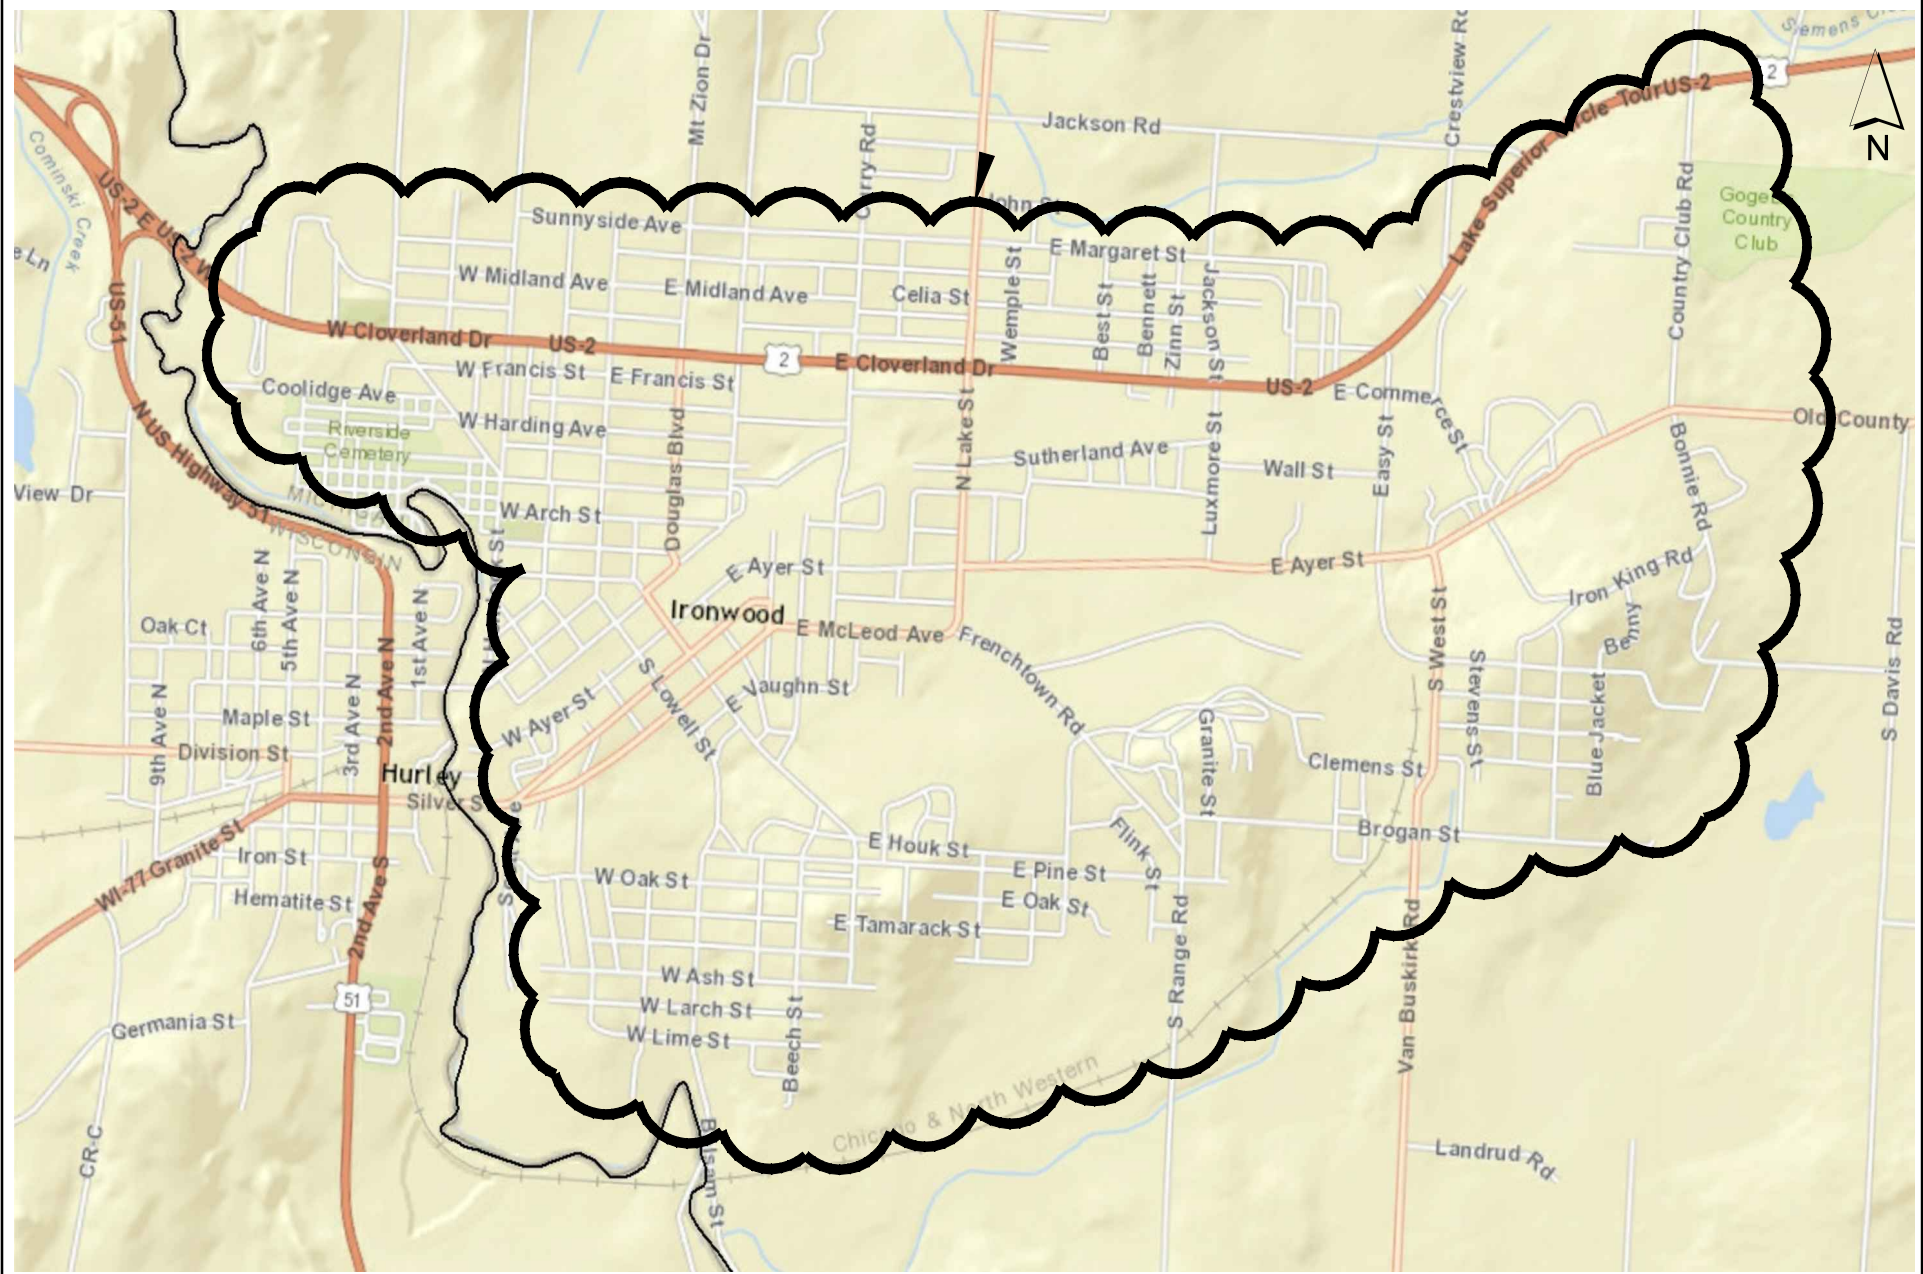 Siemens
2
N
Mt Zion Dr
Crestview Rd
Jackson Rd
Lake Superior Circle Tour
US-2
Cominski Creek
Curry Rd
US-2 E
US-2 W
John St
Country Club Rd
Gogebic
Country
Club
Sunnyside Ave
E Margaret St
e Ln
W Midland Ave
E Midland Ave
Celia St
Wemple St
Best St
Bennett
Zinn St
Jackson St
US-51
W Cloverland Dr
US-2
2
E Cloverland Dr
US-2
W Francis St
E Francis St
Coolidge Ave
E Commerce St
Old County
Riverside
Cemetery
W Harding Ave
Douglas Blvd
N Lake St
Luxmore St
Easy St
Bonnie Rd
N US Highway 51
Sutherland Ave
Wall St
View Dr
MICHIGAN
WISCONSIN
W Arch St
E Ayer St
E Ayer St
Iron King Rd
6th Ave N
5th Ave N
1st Ave N
Ironwood
Oak Ct
E McLeod Ave
Frenchtown Rd
S West St
Benny
S Davis Rd
9th Ave N
3rd Ave N
2nd Ave N
S Lowell St
E Vaughn St
Stevens St
Blue Jacket
Maple St
W Ayer St
Granite St
Division St
Clemens St
Hurley
Silver S
WI-77
Granite St
Flink St
Brogan St
Iron St
E Houk St
E Pine St
W Oak St
Hematite St
2nd Ave S
E Oak St
E Tamarack St
S Range Rd
Van Buskirk Rd
W Ash St
51
W Larch St
Germania St
W Lime St
Beech St
Chicago & North Western
CR-C
Balsam St
Landrud Rd